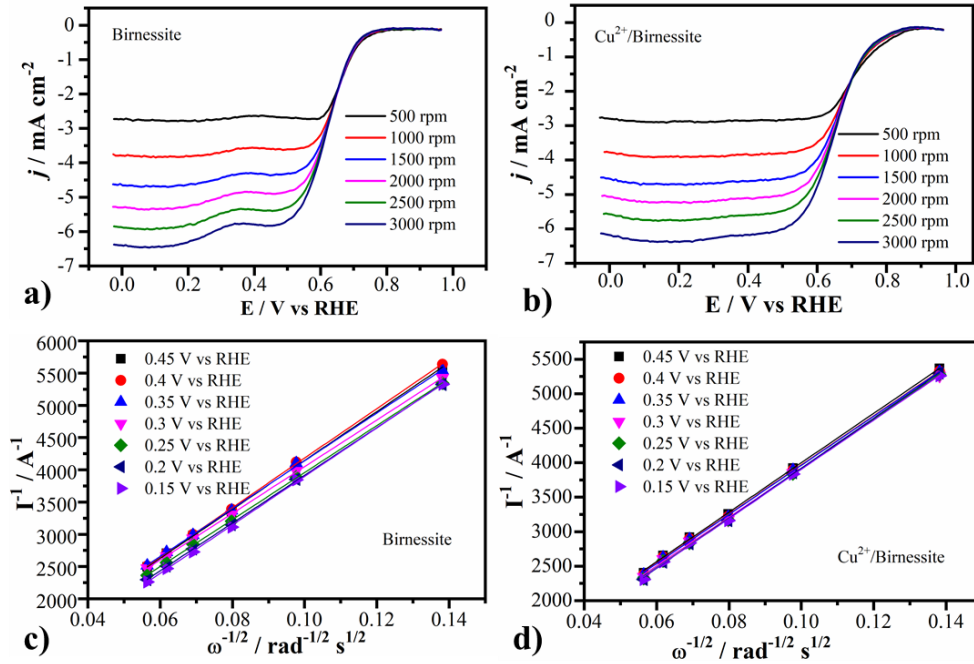 Birnessite
0
-1
-2
-3
-4
-5
-6
-7
j / mA cm⁻²
500 rpm
1000 rpm
1500 rpm
2000 rpm
2500 rpm
3000 rpm
0.0 0.2 0.4 0.6 0.8 1.0
E / V vs RHE
a)
Cu²⁺/Birnessite
0
-1
-2
-3
-4
-5
-6
-7
j / mA cm⁻²
500 rpm
1000 rpm
1500 rpm
2000 rpm
2500 rpm
3000 rpm
0.0 0.2 0.4 0.6 0.8 1.0
E / V vs RHE
b)
6000
5500
5000
4500
4000
3500
3000
2500
2000
I⁻¹ / A⁻¹
0.45 V vs RHE
0.4 V vs RHE
0.35 V vs RHE
0.3 V vs RHE
0.25 V vs RHE
0.2 V vs RHE
0.15 V vs RHE
Birnessite
0.04 0.06 0.08 0.10 0.12 0.14
ω⁻¹/² / rad⁻¹/² s¹/²
c)
5500
5000
4500
4000
3500
3000
2500
2000
I⁻¹ / A⁻¹
0.45 V vs RHE
0.4 V vs RHE
0.35 V vs RHE
0.3 V vs RHE
0.25 V vs RHE
0.2 V vs RHE
0.15 V vs RHE
Cu²⁺/Birnessite
0.04 0.06 0.08 0.10 0.12 0.14
ω⁻¹/² / rad⁻¹/² s¹/²
d)